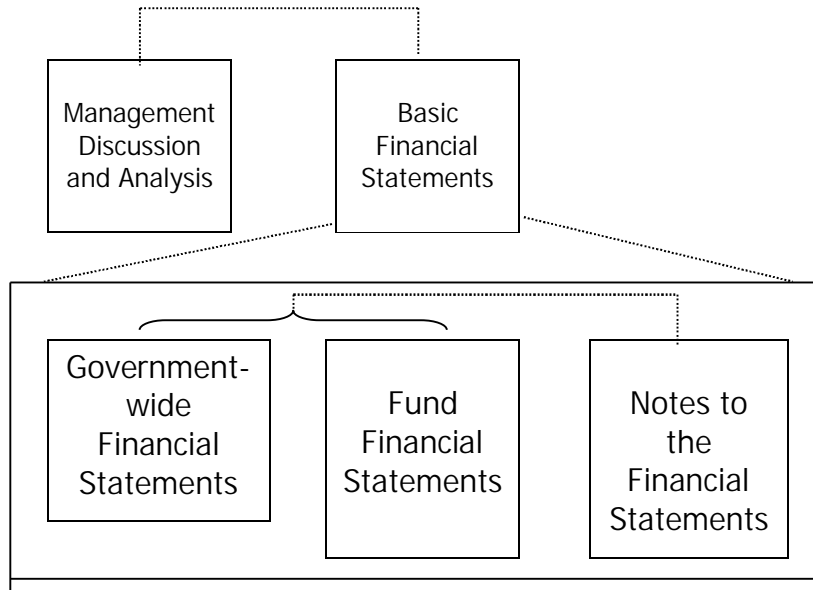 Management
Discussion
and Analysis
Basic
Financial
Statements
Government-
wide
Financial
Statements
Fund
Financial
Statements
Notes to
the
Financial
Statements